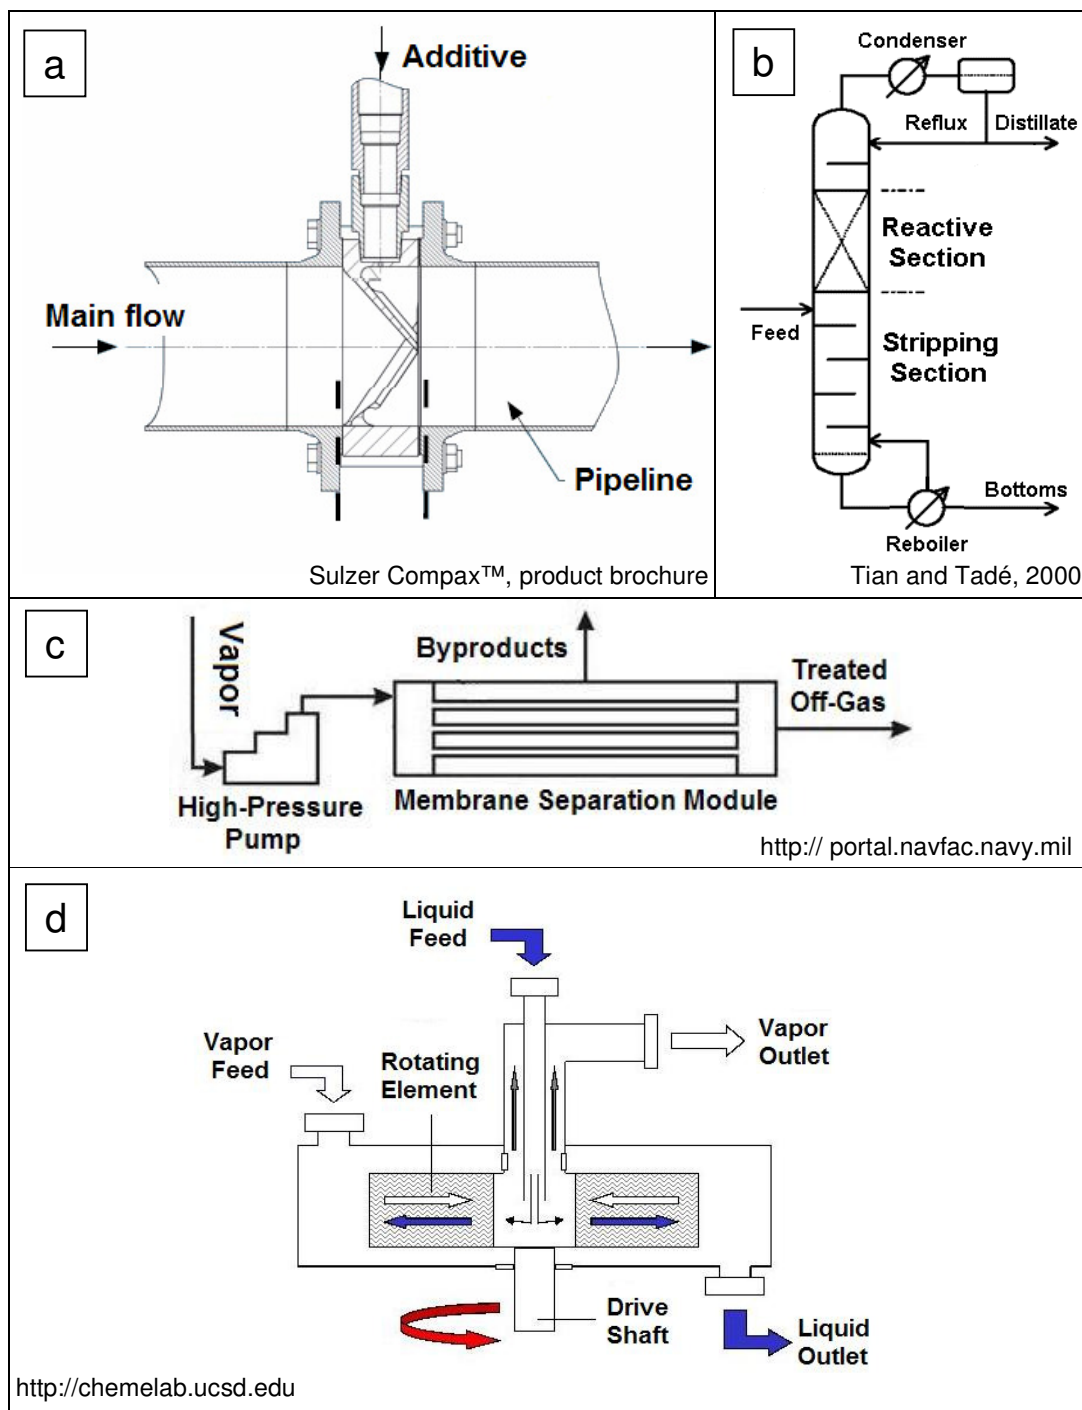 a
Additive
Main flow
Pipeline
Sulzer Compax™, product brochure
b
Condenser
Reflux
Distillate
Reactive
Section
Feed
Stripping
Section
Bottoms
Reboiler
Tian and Tadé, 2000
c
Vapor
Byproducts
Treated
Off-Gas
High-Pressure
Pump
Membrane Separation Module
http:// portal.navfac.navy.mil
d
Liquid
Feed
Vapor
Feed
Rotating
Element
Vapor
Outlet
Drive
Shaft
Liquid
Outlet
http://chemelab.ucsd.edu